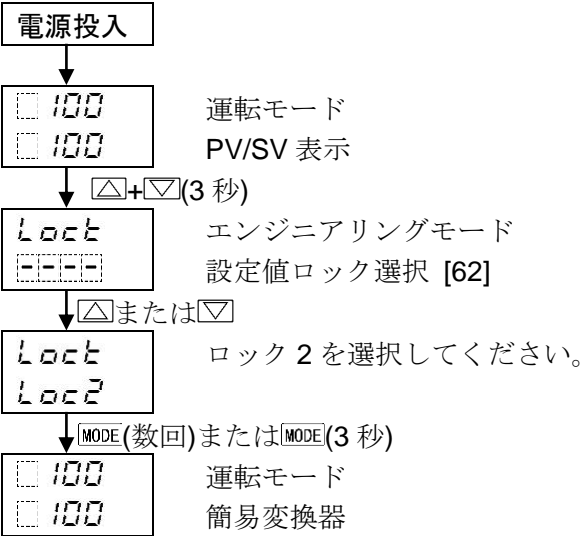 電源投入
100 運転モード
100 PV/SV 表示
△+▽(3 秒)
Lock エンジニアリングモード
---- 設定値ロック選択 [62]
△または▽
Lock ロック 2 を選択してください。
Loc2
MODE(数回)またはMODE(3 秒)
100 運転モード
100 簡易変換器